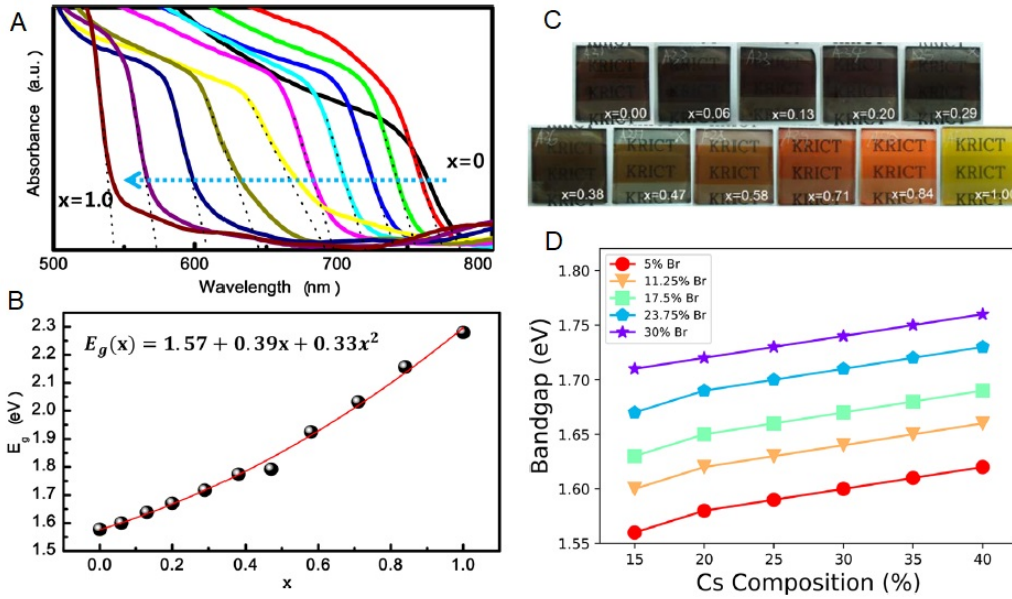 A
Absorbance (a.u.)
x=0
x=1.0
500
600
700
800
Wavelength (nm)
B
E_g(x) = 1.57 + 0.39x + 0.33x²
E_g (eV)
2.3
2.2
2.1
2.0
1.9
1.8
1.7
1.6
1.5
0.0
0.2
0.4
0.6
0.8
1.0
x
C
KRICT
KRICT
x=0.00
x=0.06
x=0.13
x=0.20
x=0.29
KRICT
KRICT
KRICT
x=0.38
x=0.47
x=0.58
x=0.71
x=0.84
x=1.00
D
5% Br
11.25% Br
17.5% Br
23.75% Br
30% Br
Bandgap (eV)
1.80
1.75
1.70
1.65
1.60
1.55
15
20
25
30
35
40
Cs Composition (%)